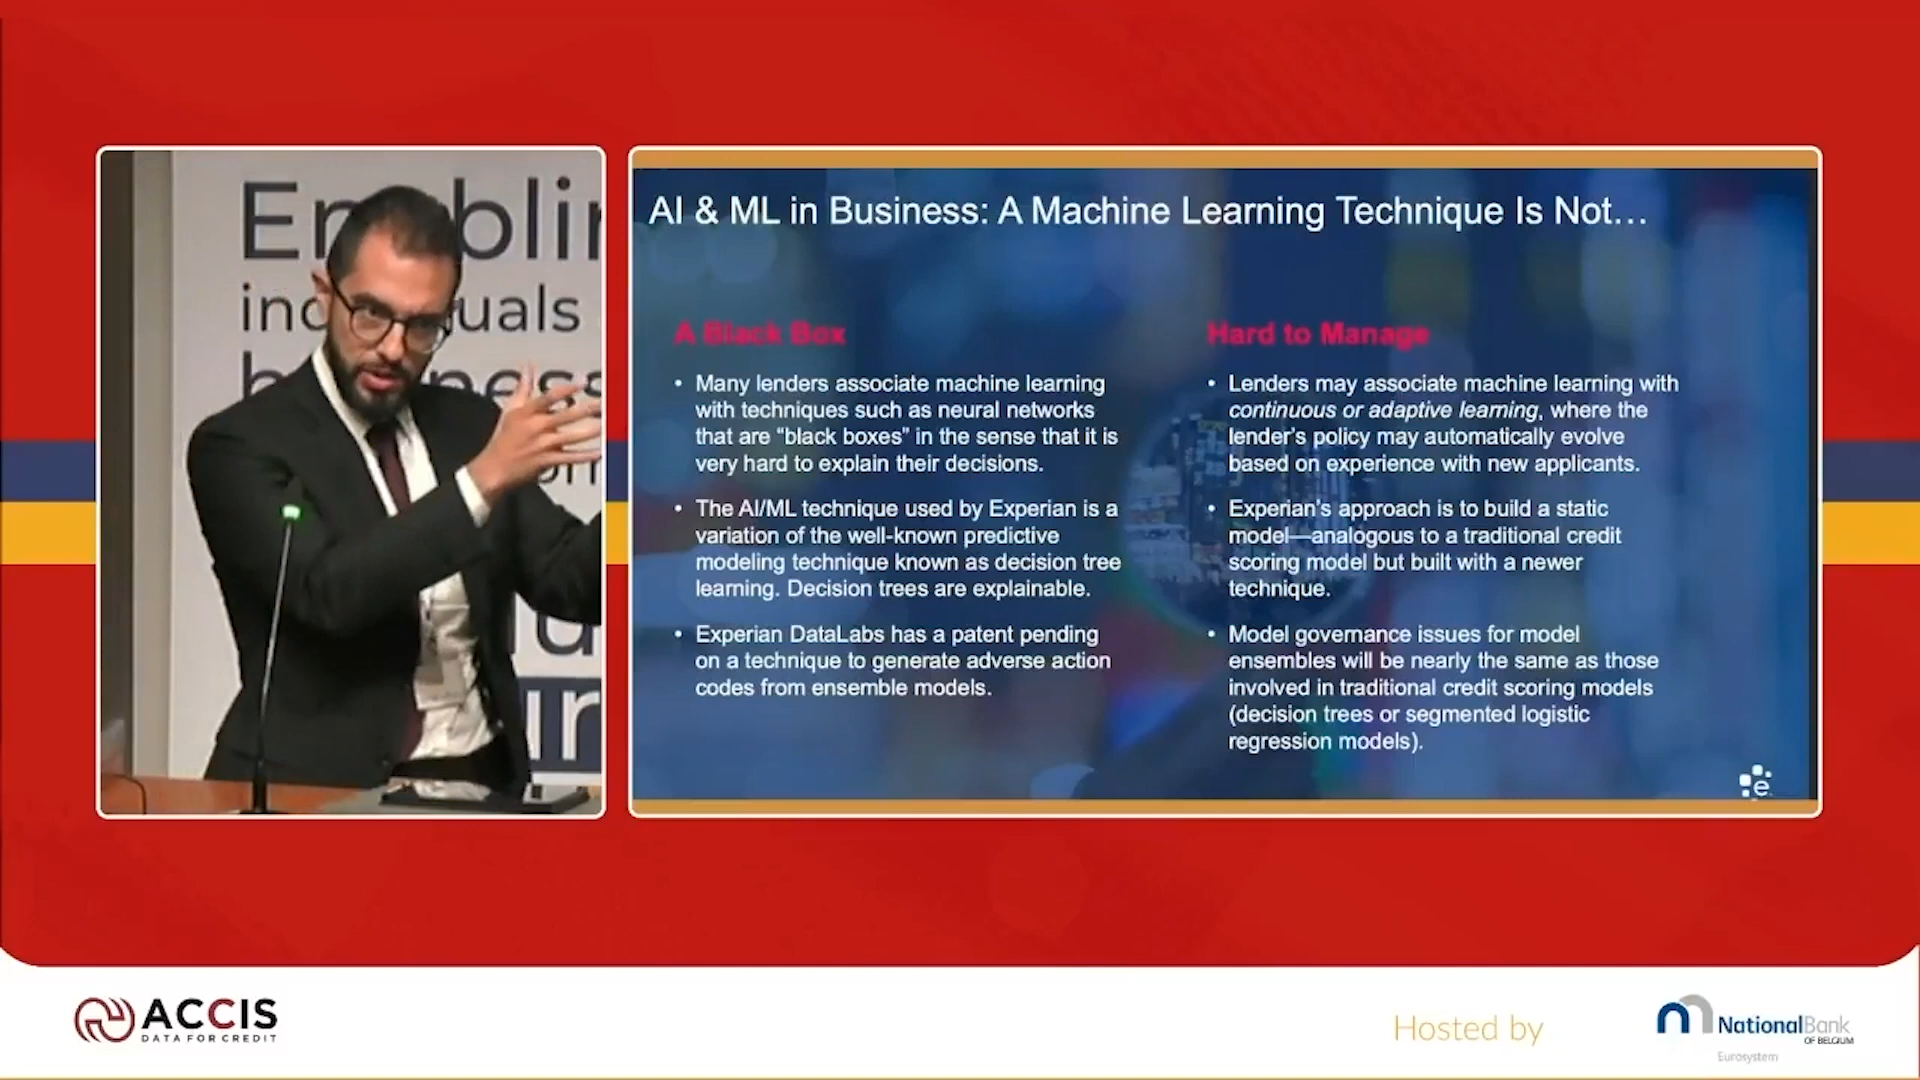 AI & ML in Business: A Machine Learning Technique Is Not…
A Black Box
• Many lenders associate machine learning
with techniques such as neural networks
that are “black boxes” in the sense that it is
very hard to explain their decisions.
• The AI/ML technique used by Experian is a
variation of the well-known predictive
modeling technique known as decision tree
learning. Decision trees are explainable.
• Experian DataLabs has a patent pending
on a technique to generate adverse action
codes from ensemble models.
Hard to Manage
• Lenders may associate machine learning with
continuous or adaptive learning, where the
lender’s policy may automatically evolve
based on experience with new applicants.
• Experian’s approach is to build a static
model—analogous to a traditional credit
scoring model but built with a newer
technique.
• Model governance issues for model
ensembles will be nearly the same as those
involved in traditional credit scoring models
(decision trees or segmented logistic
regression models).
e
ACCIS
DATA FOR CREDIT
Hosted by
NationalBank
OF BELGIUM
Eurosystem